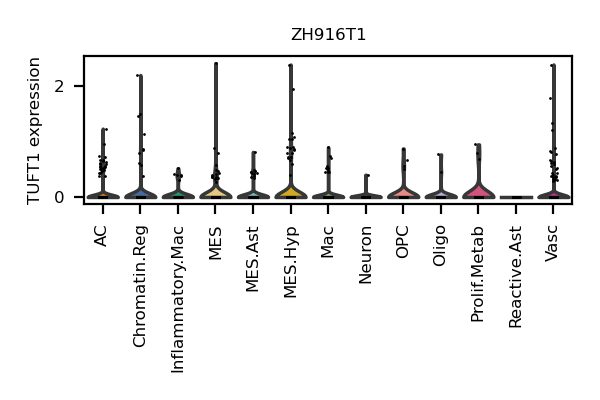 ZH916T1
TUFT1 expression
2
0
AC
Chromatin.Reg
Inflammatory.Mac
MES
MES.Ast
MES.Hyp
Mac
Neuron
OPC
Oligo
Prolif.Metab
Reactive.Ast
Vasc